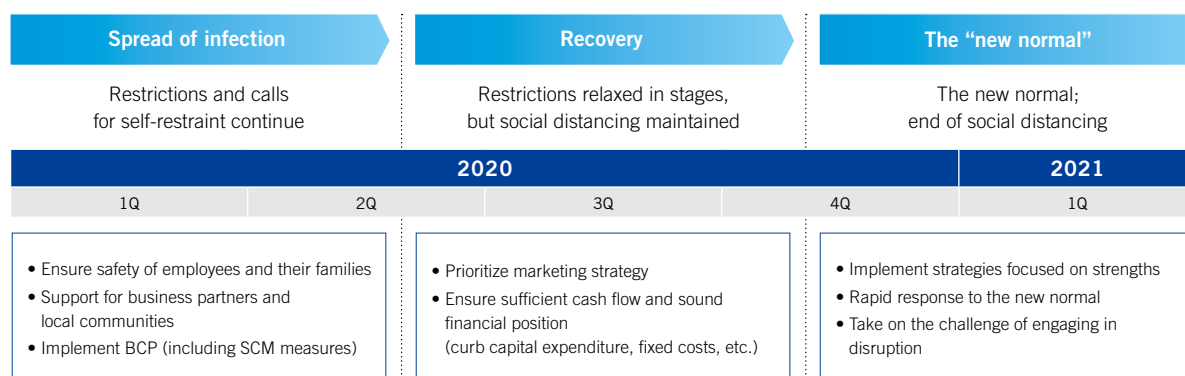 Spread of infection
Recovery
The “new normal”
Restrictions and calls
for self-restraint continue
Restrictions relaxed in stages,
but social distancing maintained
The new normal;
end of social distancing
2020
2021
1Q
2Q
3Q
4Q
1Q
• Ensure safety of employees and their families
• Support for business partners and
local communities
• Implement BCP (including SCM measures)
• Prioritize marketing strategy
• Ensure sufficient cash flow and sound
financial position
(curb capital expenditure, fixed costs, etc.)
• Implement strategies focused on strengths
• Rapid response to the new normal
• Take on the challenge of engaging in
disruption